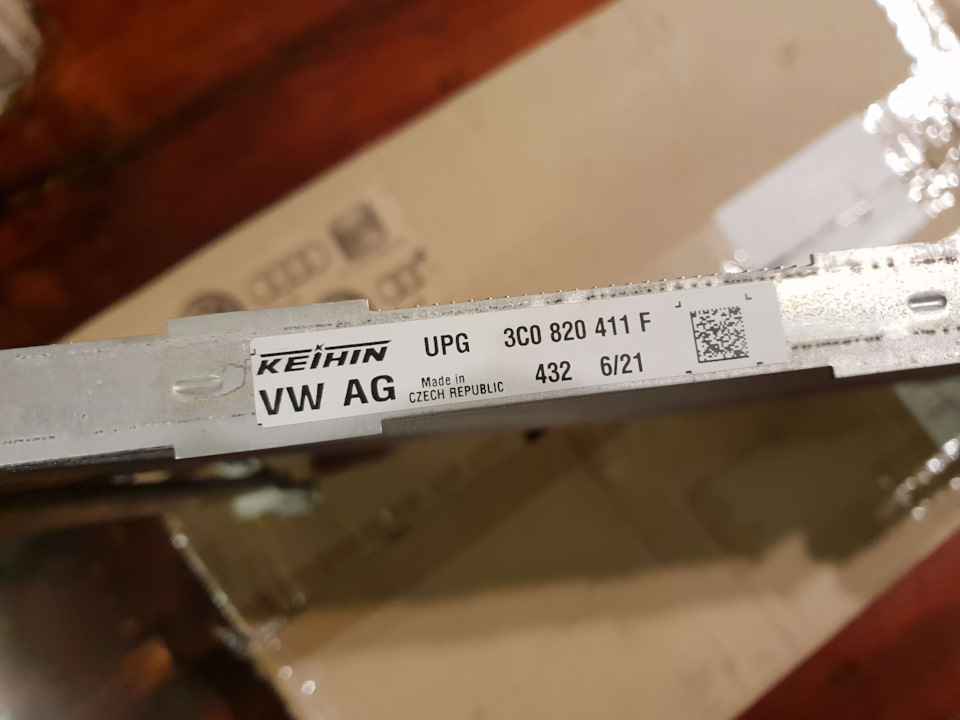 KEIHIN UPG 3C0 820 411 F
VW AG Made in CZECH REPUBLIC 432 6/21